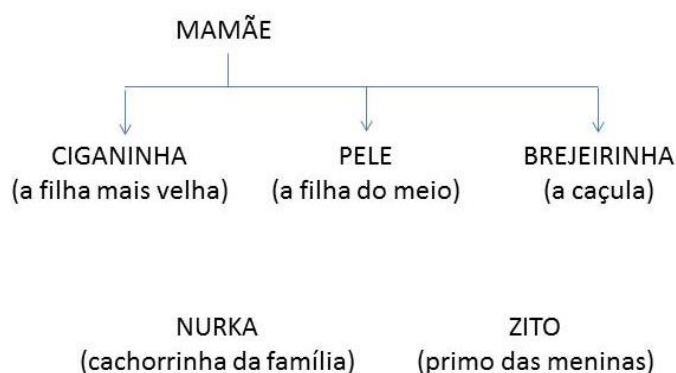 MAMÃE
CIGANINHA PELE BREJEIRINHA
(a filha mais velha) (a filha do meio) (a caçula)
NURKA ZITO
(cachorrinha da família) (primo das meninas)